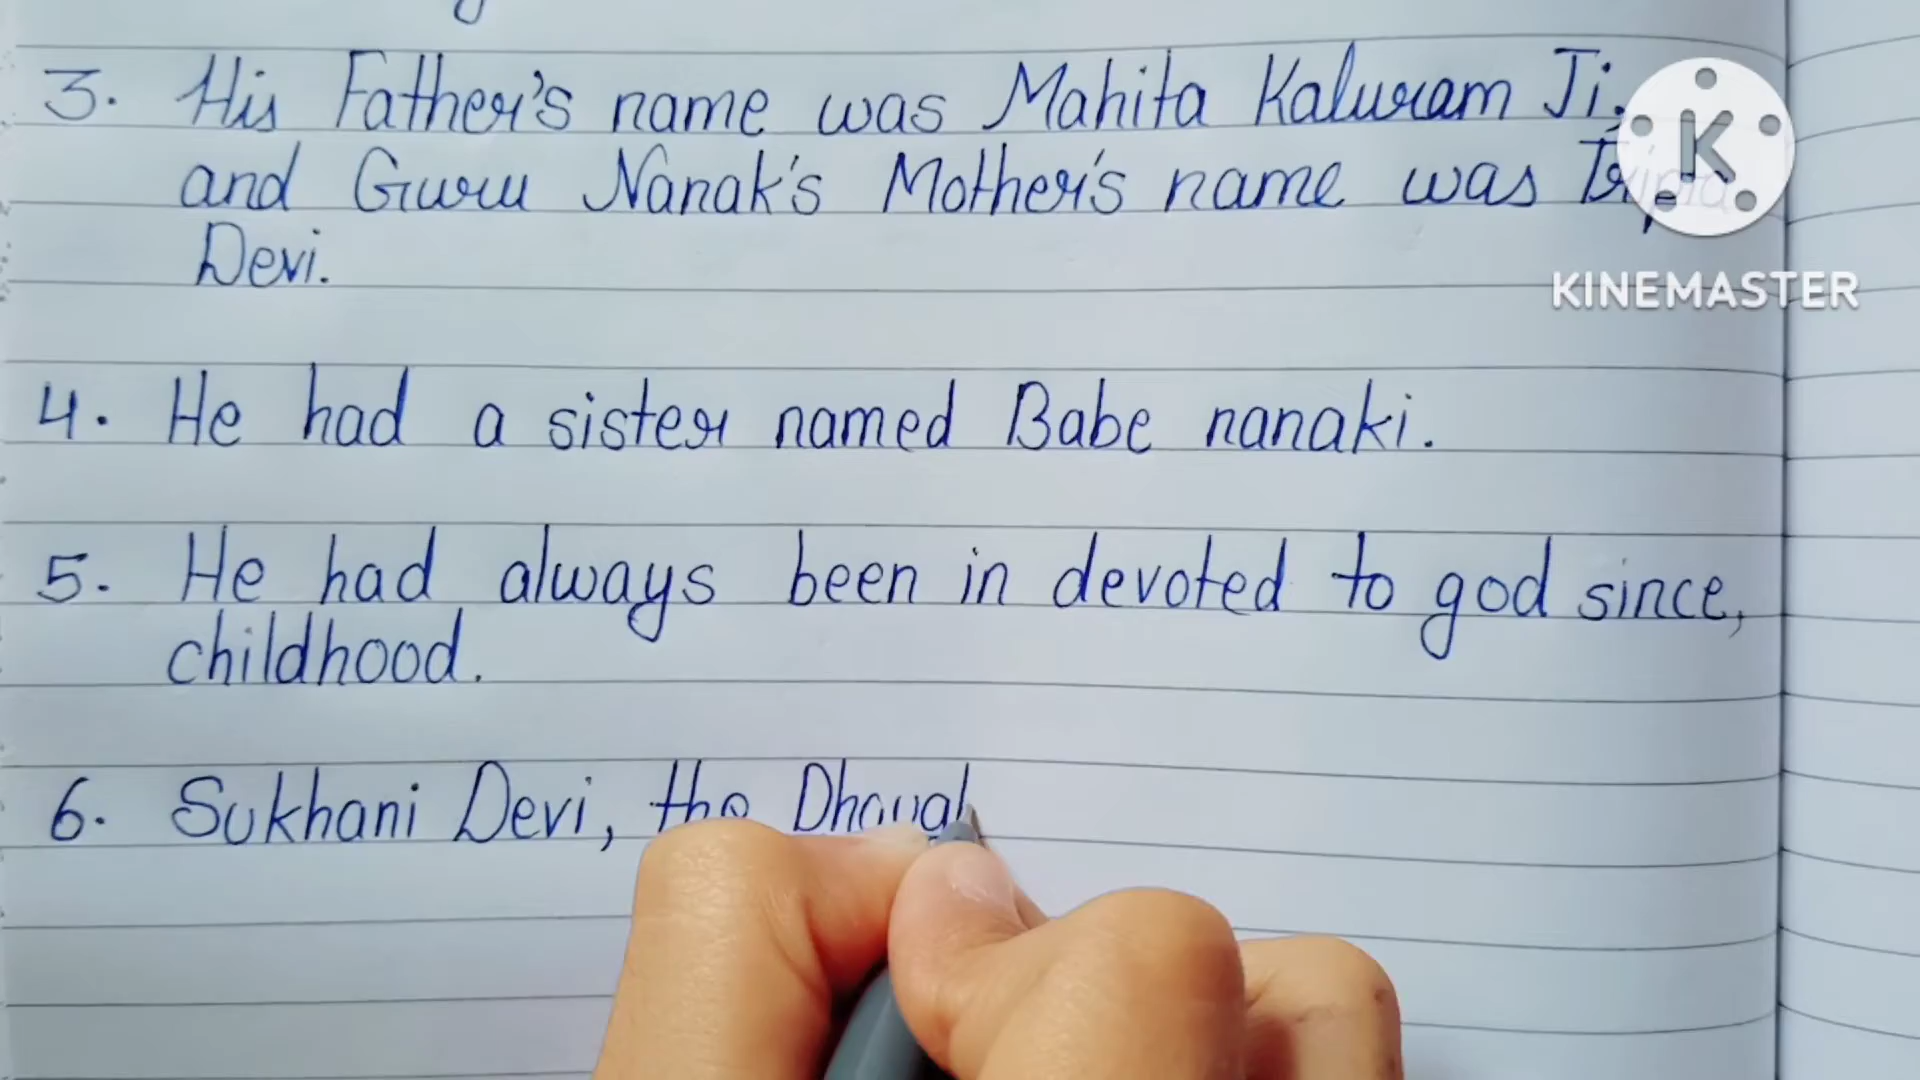 3. His Father's name was Mahita Kaluram Ji,
and Guru Nanak's Mother's name was Tripta
Devi.
4. He had a sister named Babe nanaki.
5. He had always been in devoted to god since,
childhood.
6. Sukhani Devi, the Dhaugh
KINEMASTER